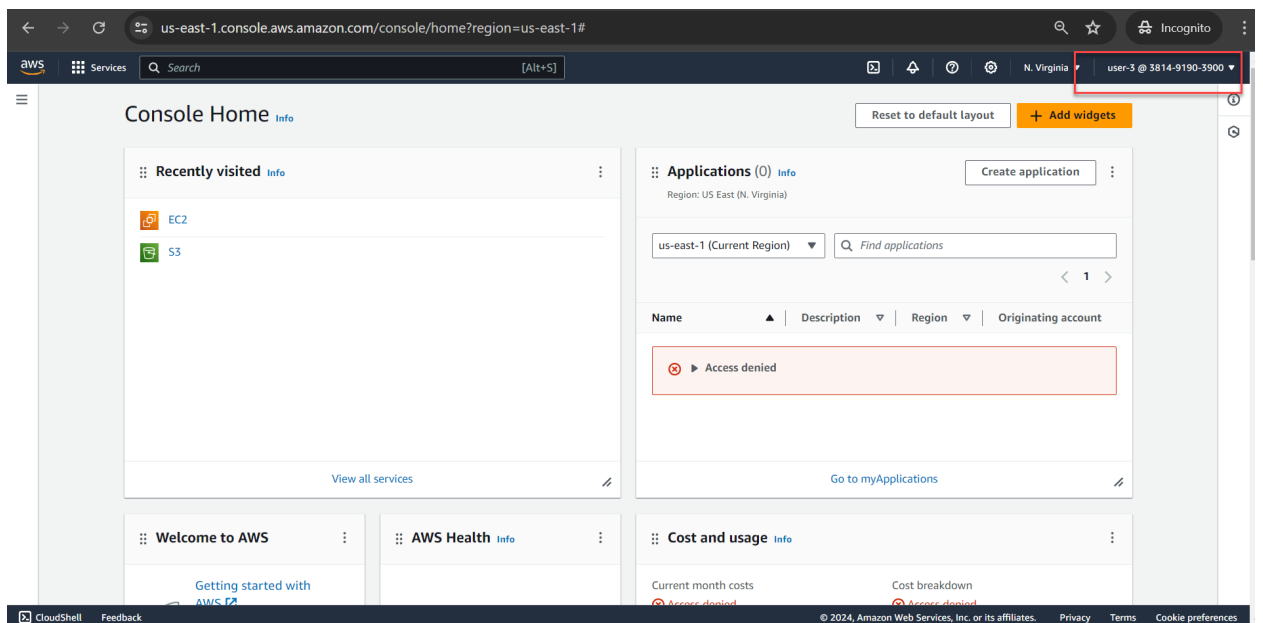 us-east-1.console.aws.amazon.com/console/home?region=us-east-1#
Incognito
aws
Services
Search
[Alt+S]
N. Virginia
user-3 @ 3814-9190-3900
Console Home Info
Reset to default layout
+ Add widgets
Recently visited Info
EC2
S3
View all services
Applications (0) Info
Region: US East (N. Virginia)
Create application
us-east-1 (Current Region)
Find applications
1
Name
Description
Region
Originating account
Access denied
Go to myApplications
Welcome to AWS
Getting started with
AWS
AWS Health Info
Cost and usage Info
Current month costs
Access denied
Cost breakdown
Access denied
CloudShell
Feedback
© 2024, Amazon Web Services, Inc. or its affiliates.
Privacy
Terms
Cookie preferences